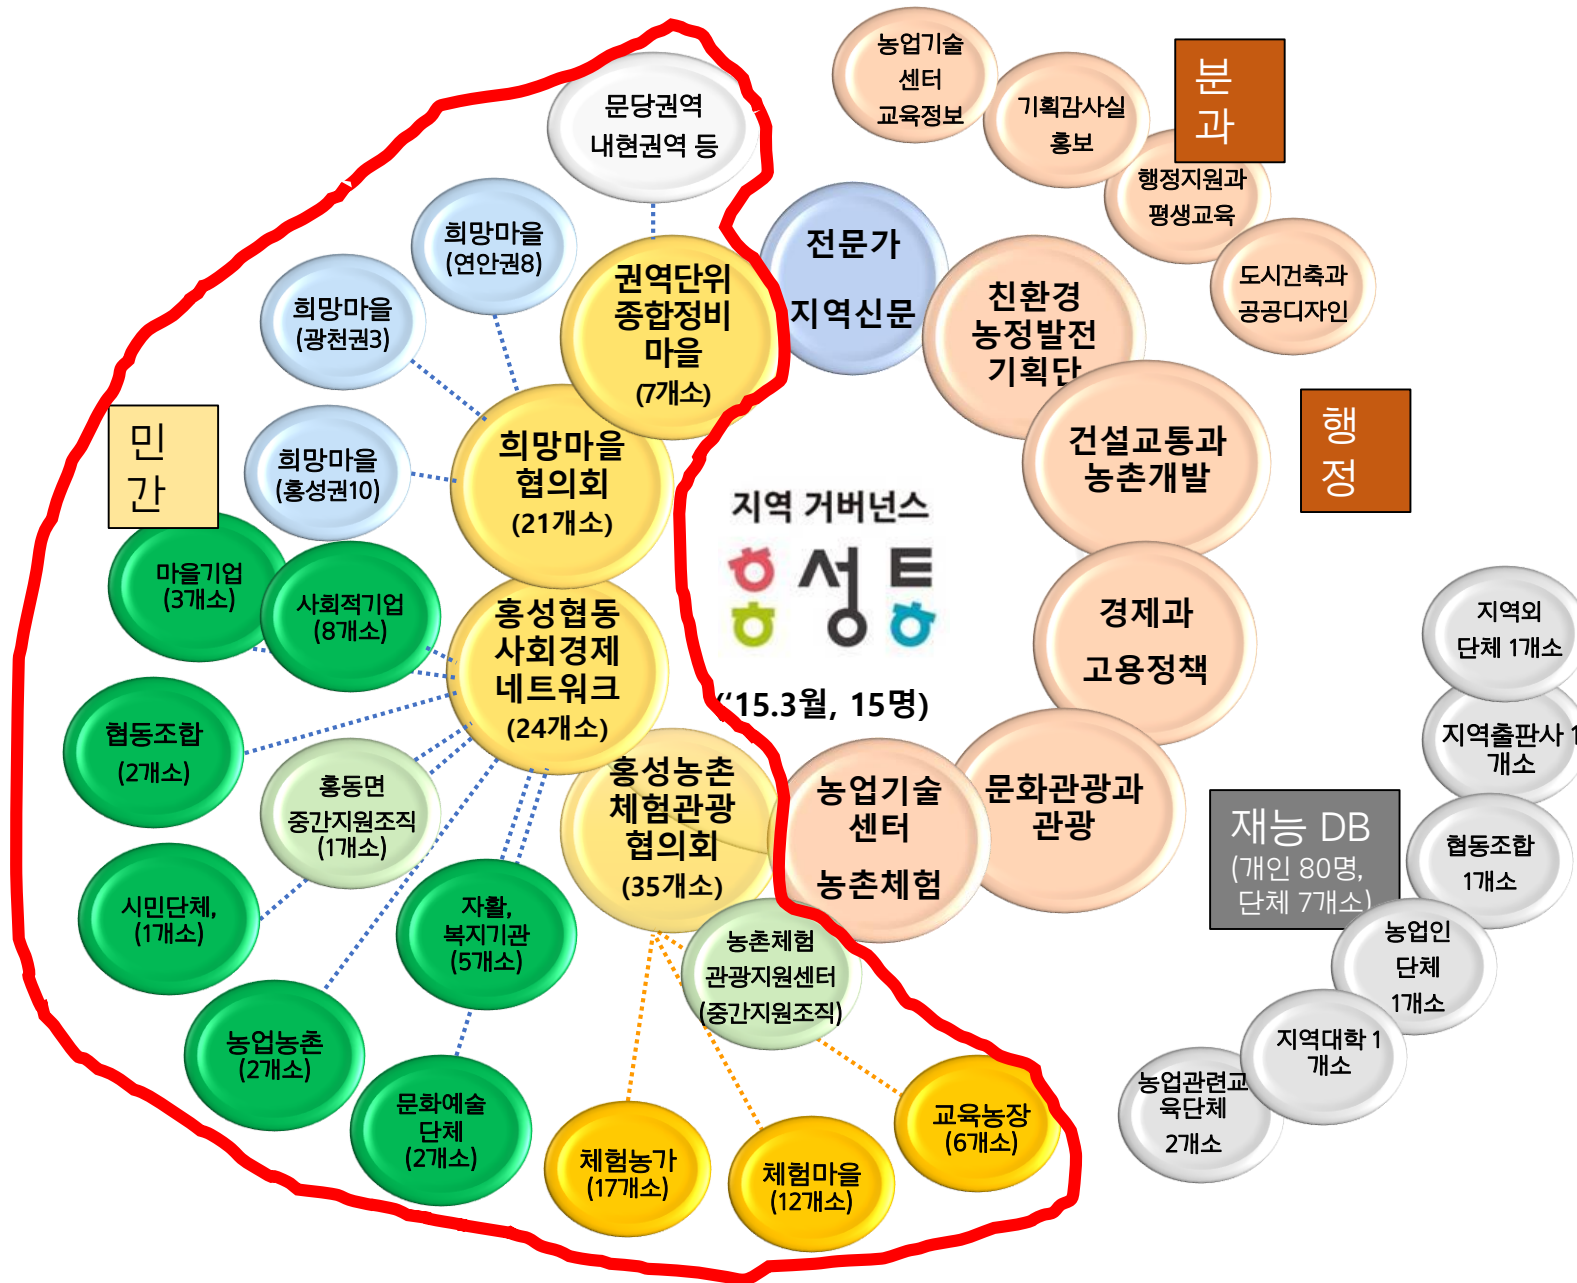 농업기술
센터
교육정보
기획감사실
홍보
분
과
행정지원과
평생교육
도시건축과
공공디자인
문당권역
내현권역 등
희망마을
(연안권8)
희망마을
(광천권3)
희망마을
(홍성권10)
권역단위
종합정비
마을
(7개소)
전문가
지역신문
친환경
농정발전
기획단
건설교통과
농촌개발
행
정
민
간
희망마을
협의회
(21개소)
지역 거버넌스
홍성통
(‘15.3월, 15명)
마을기업
(3개소)
사회적기업
(8개소)
홍성협동
사회경제
네트워크
(24개소)
경제과
고용정책
협동조합
(2개소)
홍동면
중간지원조직
(1개소)
홍성농촌
체험관광
협의회
(35개소)
농업기술
센터
농촌체험
문화관광과
관광
시민단체,
(1개소)
자활,
복지기관
(5개소)
농촌체험
관광지원센터
(중간지원조직)
농업농촌
(2개소)
문화예술
단체
(2개소)
체험농가
(17개소)
체험마을
(12개소)
교육농장
(6개소)
지역외
단체 1개소
지역출판사 1
개소
재능 DB
(개인 80명,
단체 7개소)
협동조합
1개소
농업인
단체
1개소
지역대학 1
개소
농업관련교
육단체
2개소